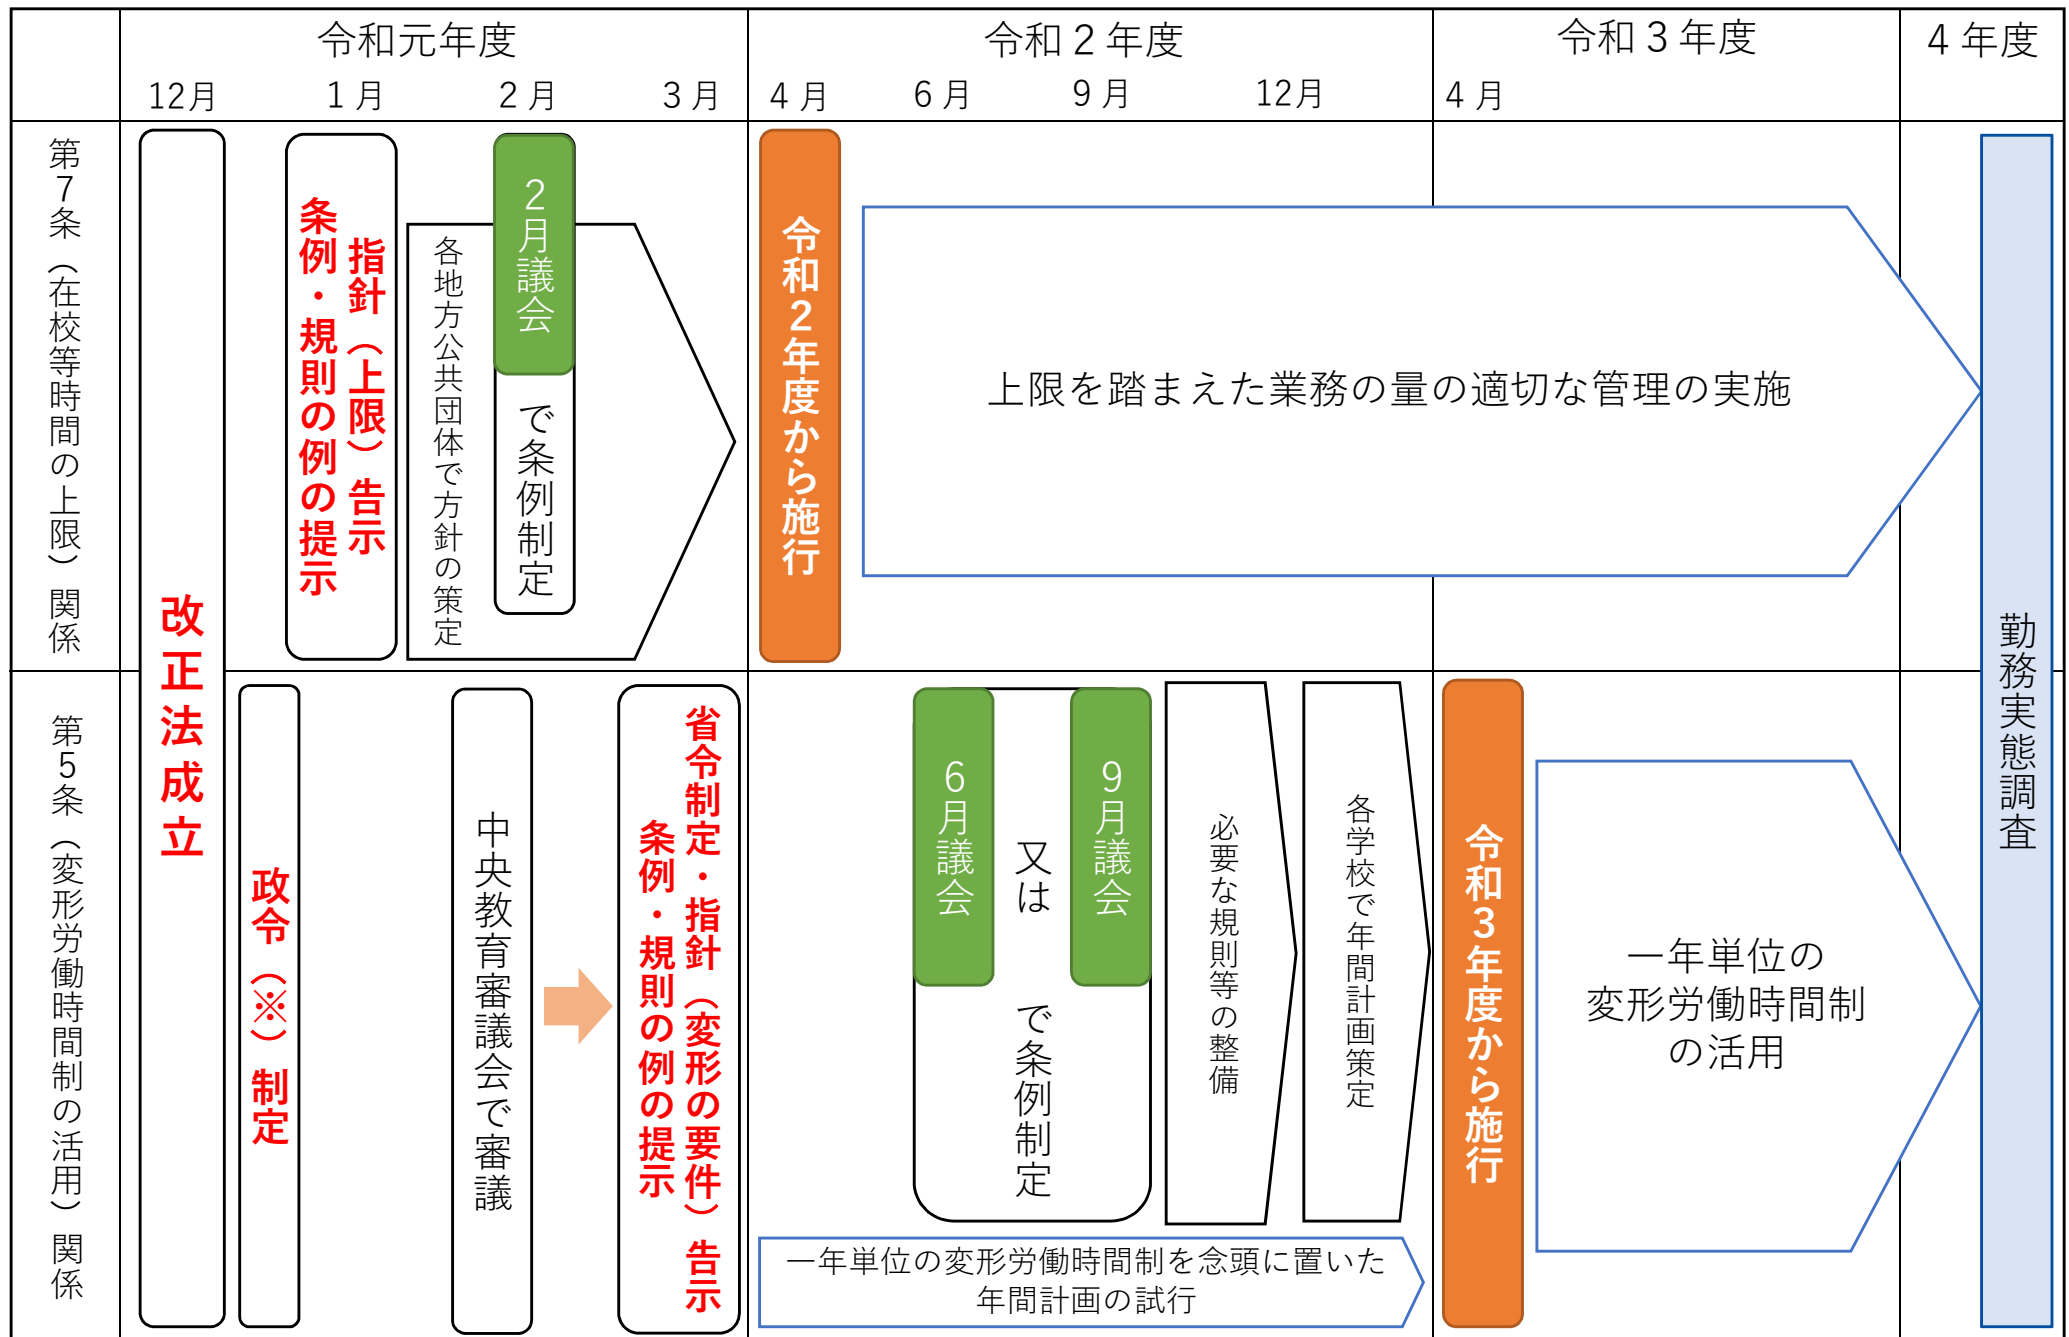 令和元年度
令和２年度
令和３年度
４年度
12月
１月
２月
３月
４月
６月
９月
12月
４月
第７条（在校等時間の上限）関係
改正法成立
指針（上限）告示
条例・規則の例の提示
各地方公共団体で方針の策定
２月議会
で条例制定
令和２年度から施行
上限を踏まえた業務の量の適切な管理の実施
勤務実態調査
第５条（変形労働時間制の活用）関係
政令（※）制定
中央教育審議会で審議
省令制定・指針（変形の要件）告示
条例・規則の例の提示
６月議会
又は
９月議会
で条例制定
必要な規則等の整備
各学校で年間計画策定
一年単位の変形労働時間制を念頭に置いた
年間計画の試行
令和３年度から施行
一年単位の
変形労働時間制
の活用